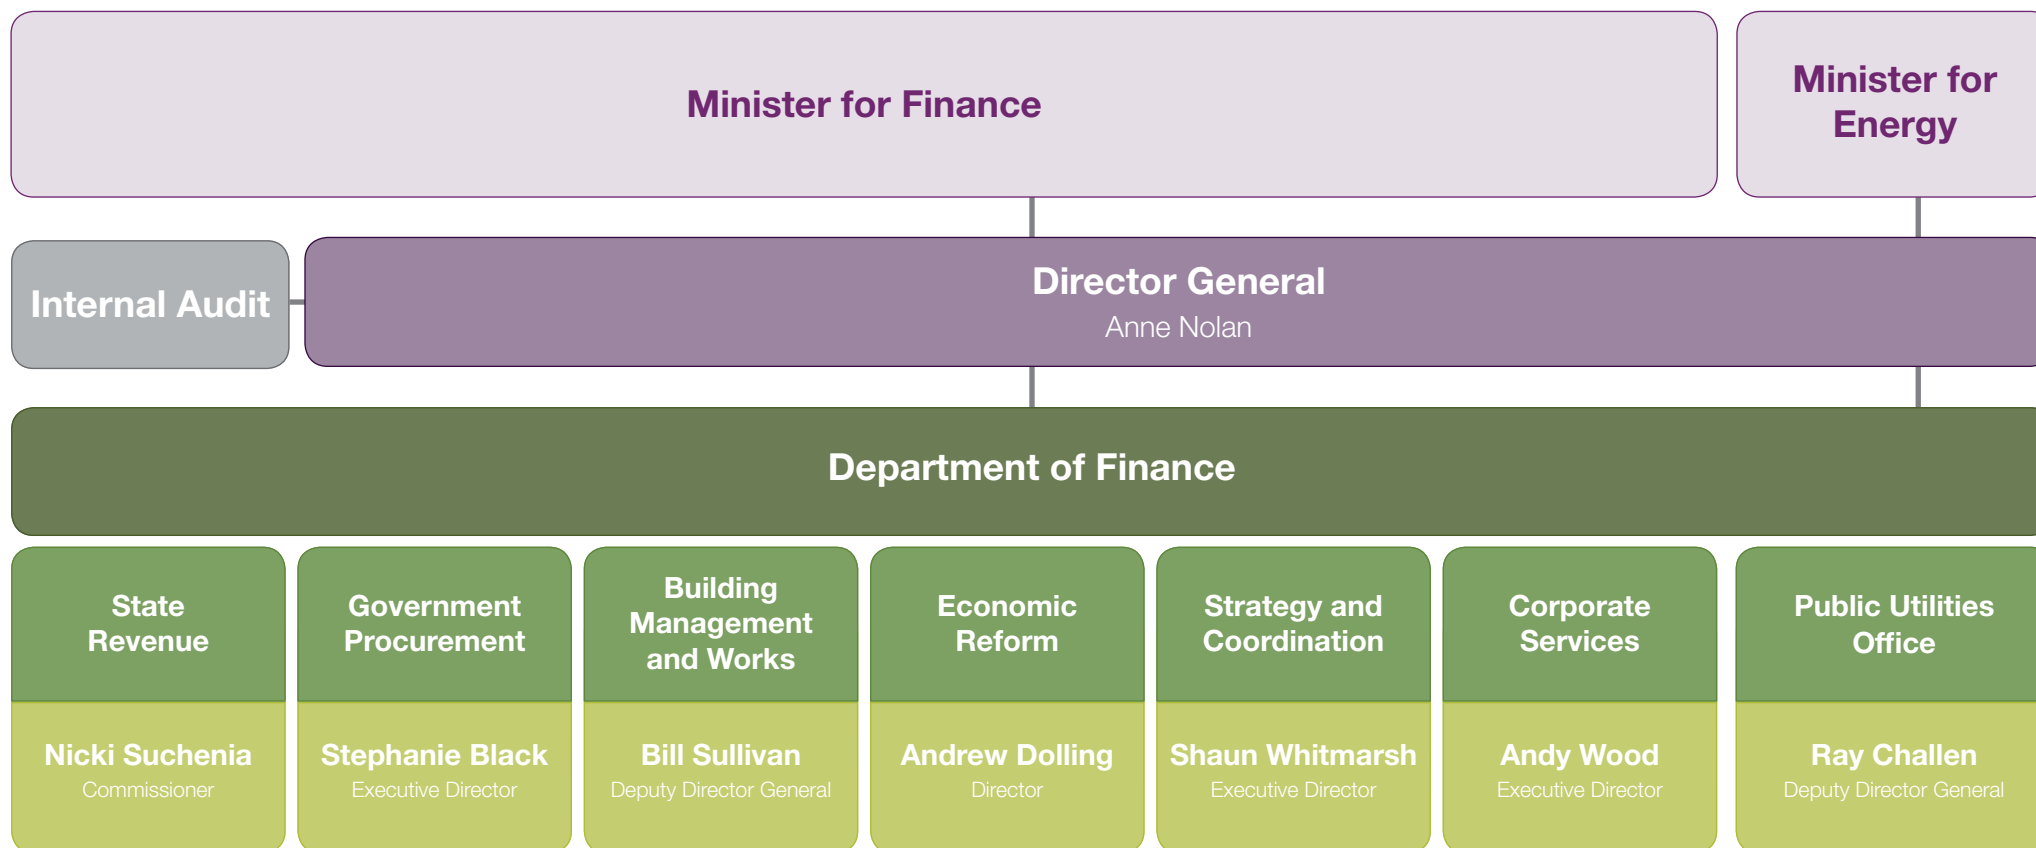 Minister for Finance
Minister for
Energy
Internal Audit
Director General
Anne Nolan
Department of Finance
State
Revenue
Government
Procurement
Building
Management
and Works
Economic
Reform
Strategy and
Coordination
Corporate
Services
Public Utilities
Office
Nicki Suchenia
Commissioner
Stephanie Black
Executive Director
Bill Sullivan
Deputy Director General
Andrew Dolling
Director
Shaun Whitmarsh
Executive Director
Andy Wood
Executive Director
Ray Challen
Deputy Director General